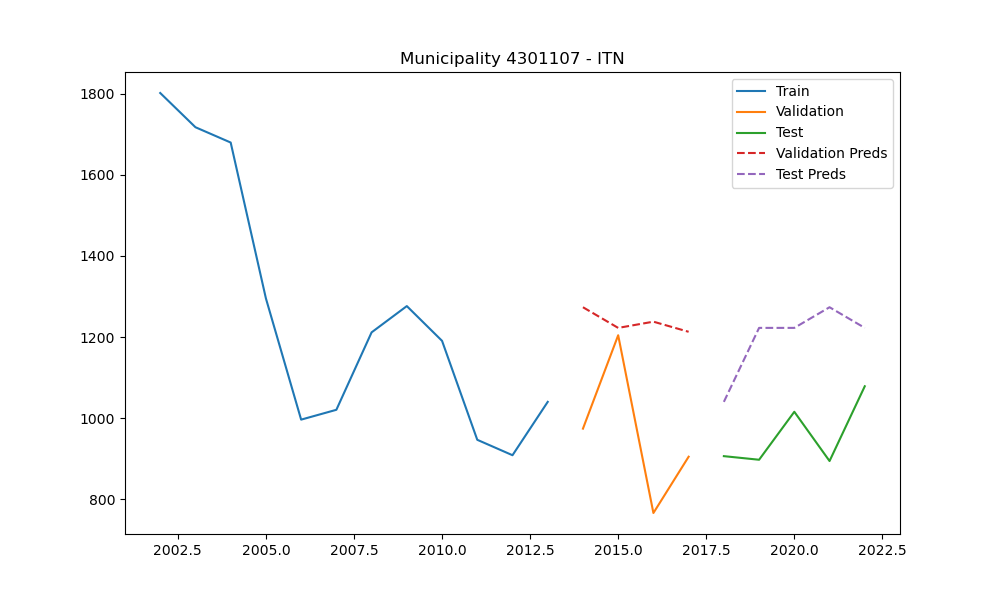 Municipality 4301107 - ITN
Train
Validation
Test
Validation Preds
Test Preds
1800
1600
1400
1200
1000
800
2002.5 2005.0 2007.5 2010.0 2012.5 2015.0 2017.5 2020.0 2022.5